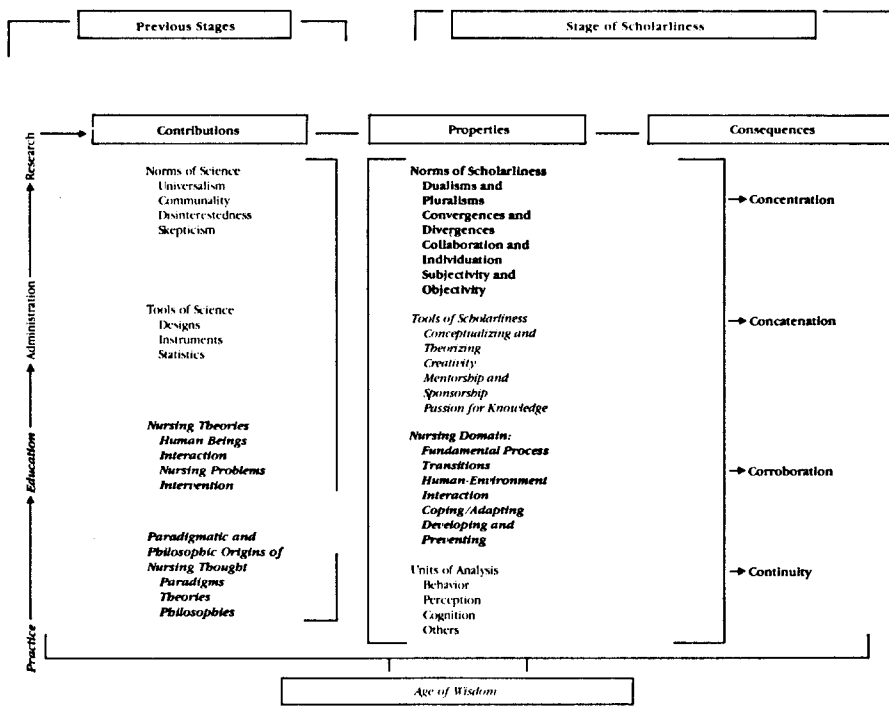 Previous Stages
Stage of Scholarliness
Contributions
Properties
Consequences
Research
Administration
Education
Practice
Norms of Science
Universalism
Communality
Disinterestedness
Skepticism
Tools of Science
Designs
Instruments
Statistics
Nursing Theories
Human Beings
Interaction
Nursing Problems
Intervention
Paradigmatic and
Philosophic Origins of
Nursing Thought
Paradigms
Theories
Philosophies
Norms of Scholarliness
Dualisms and
Pluralisms
Convergences and
Divergences
Collaboration and
Individuation
Subjectivity and
Objectivity
Tools of Scholarliness
Conceptualizing and
Theorizing
Creativity
Mentorship and
Sponsorship
Passion for Knowledge
Nursing Domain:
Fundamental Process
Transitions
Human-Environment
Interaction
Coping/Adapting
Developing and
Preventing
Units of Analysis
Behavior
Perception
Cognition
Others
Concentration
Concatenation
Corroboration
Continuity
Age of Wisdom